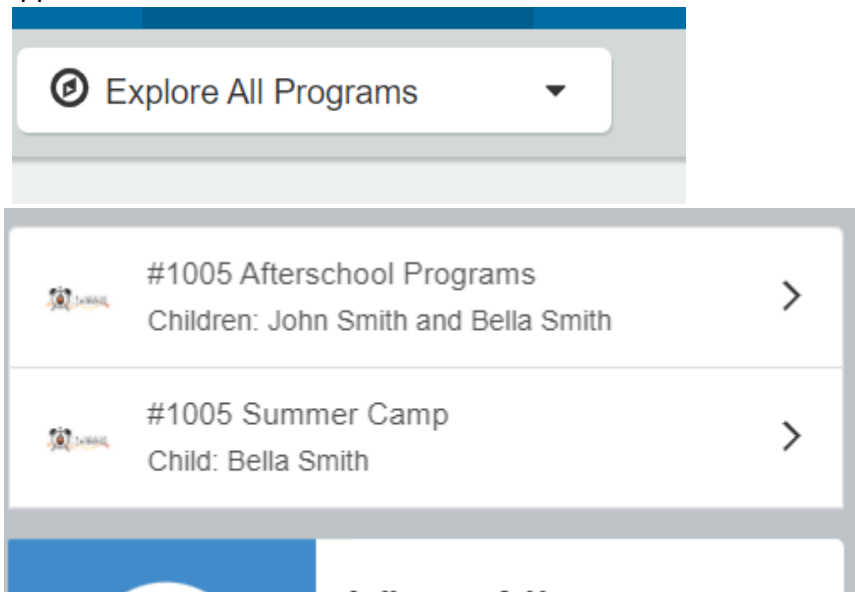 Explore All Programs
#1005 Afterschool Programs
Children: John Smith and Bella Smith
#1005 Summer Camp
Child: Bella Smith